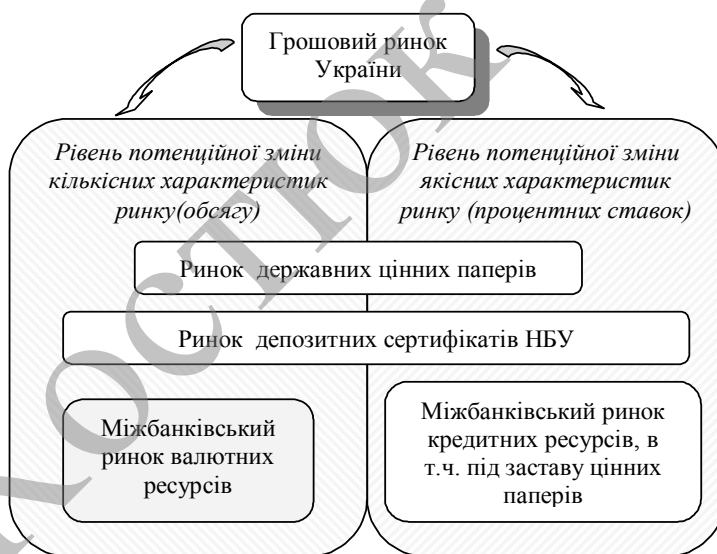 Грошовий ринок
України
Рівень потенційної зміни
кількісних характеристик
ринку(обсягу)
Рівень потенційної зміни
якісних характеристик
ринку (процентних ставок)
Ринок державних цінних паперів
Ринок депозитних сертифікатів НБУ
Міжбанківський
ринок валютних
ресурсів
Міжбанківський ринок
кредитних ресурсів, в
т.ч. під заставу цінних
паперів
КОСТЮК